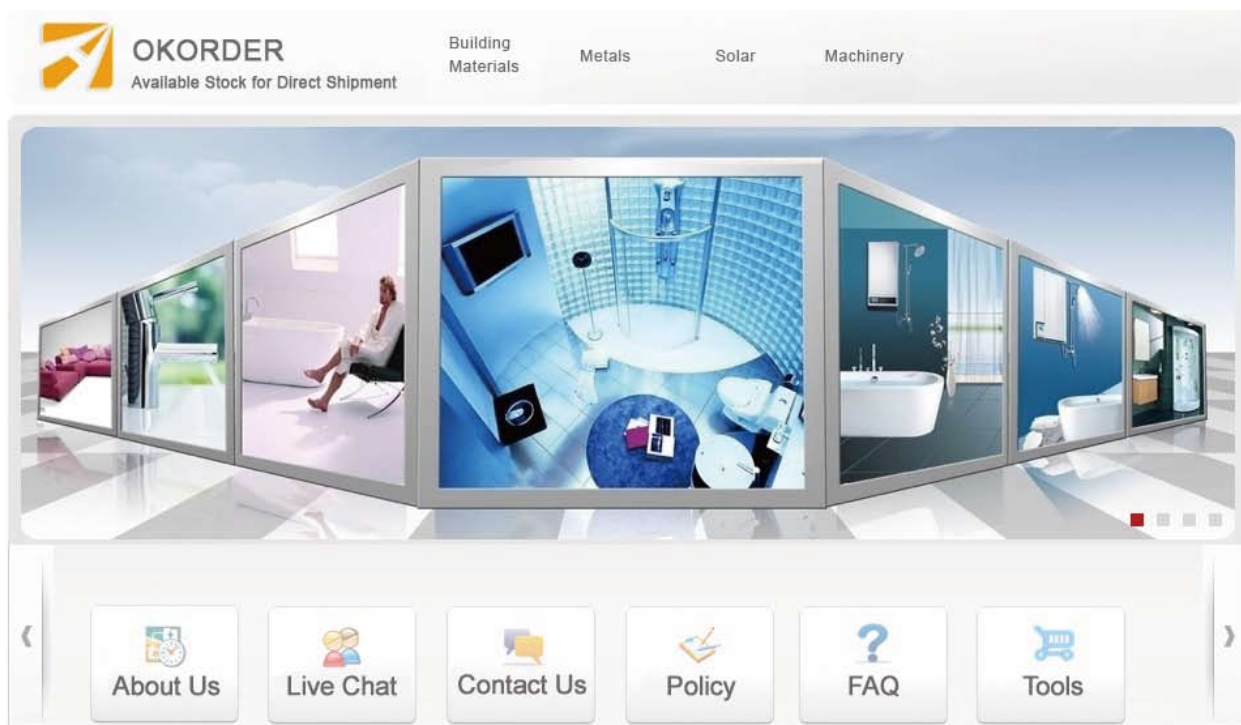 OKORDER
Available Stock for Direct Shipment
Building
Materials
Metals
Solar
Machinery
About Us
Live Chat
Contact Us
Policy
FAQ
Tools